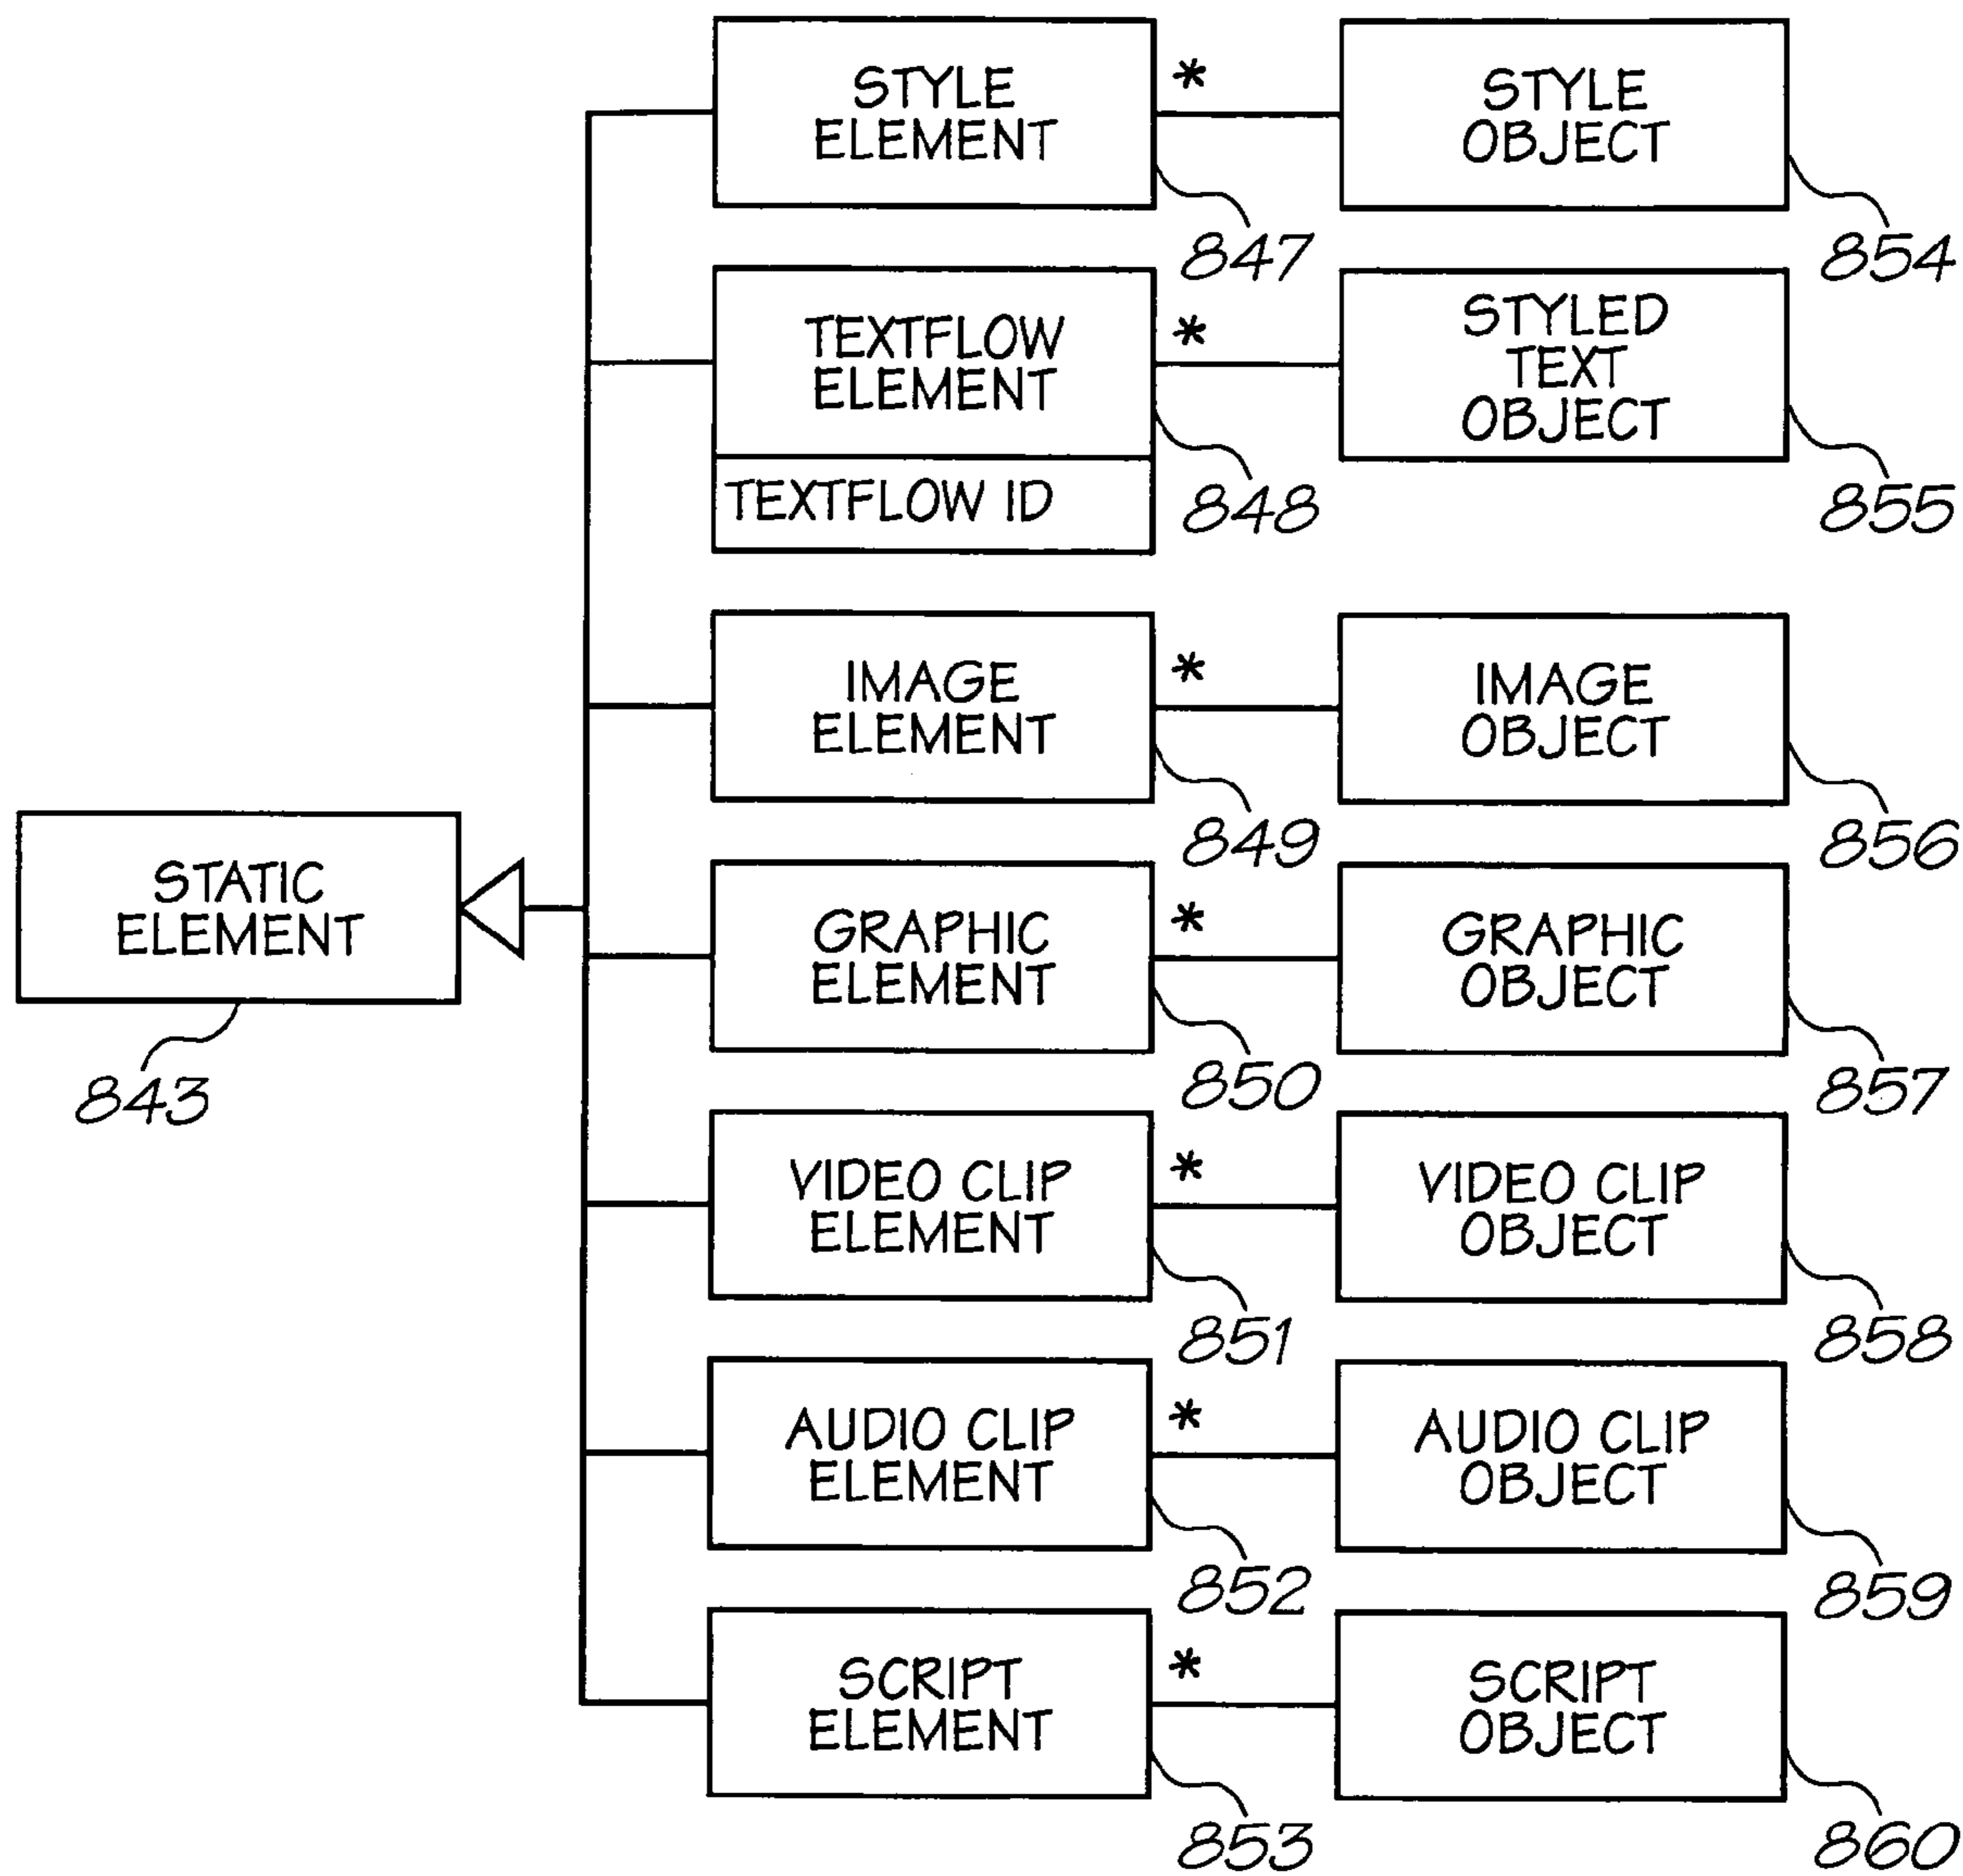 STYLE
ELEMENT
*
STYLE
OBJECT
847
854
TEXTFLOW
ELEMENT
TEXTFLOW ID
*
STYLED
TEXT
OBJECT
848
855
IMAGE
ELEMENT
*
IMAGE
OBJECT
849
856
STATIC
ELEMENT
843
GRAPHIC
ELEMENT
*
GRAPHIC
OBJECT
850
857
VIDEO CLIP
ELEMENT
*
VIDEO CLIP
OBJECT
851
858
AUDIO CLIP
ELEMENT
*
AUDIO CLIP
OBJECT
852
859
SCRIPT
ELEMENT
*
SCRIPT
OBJECT
853
860